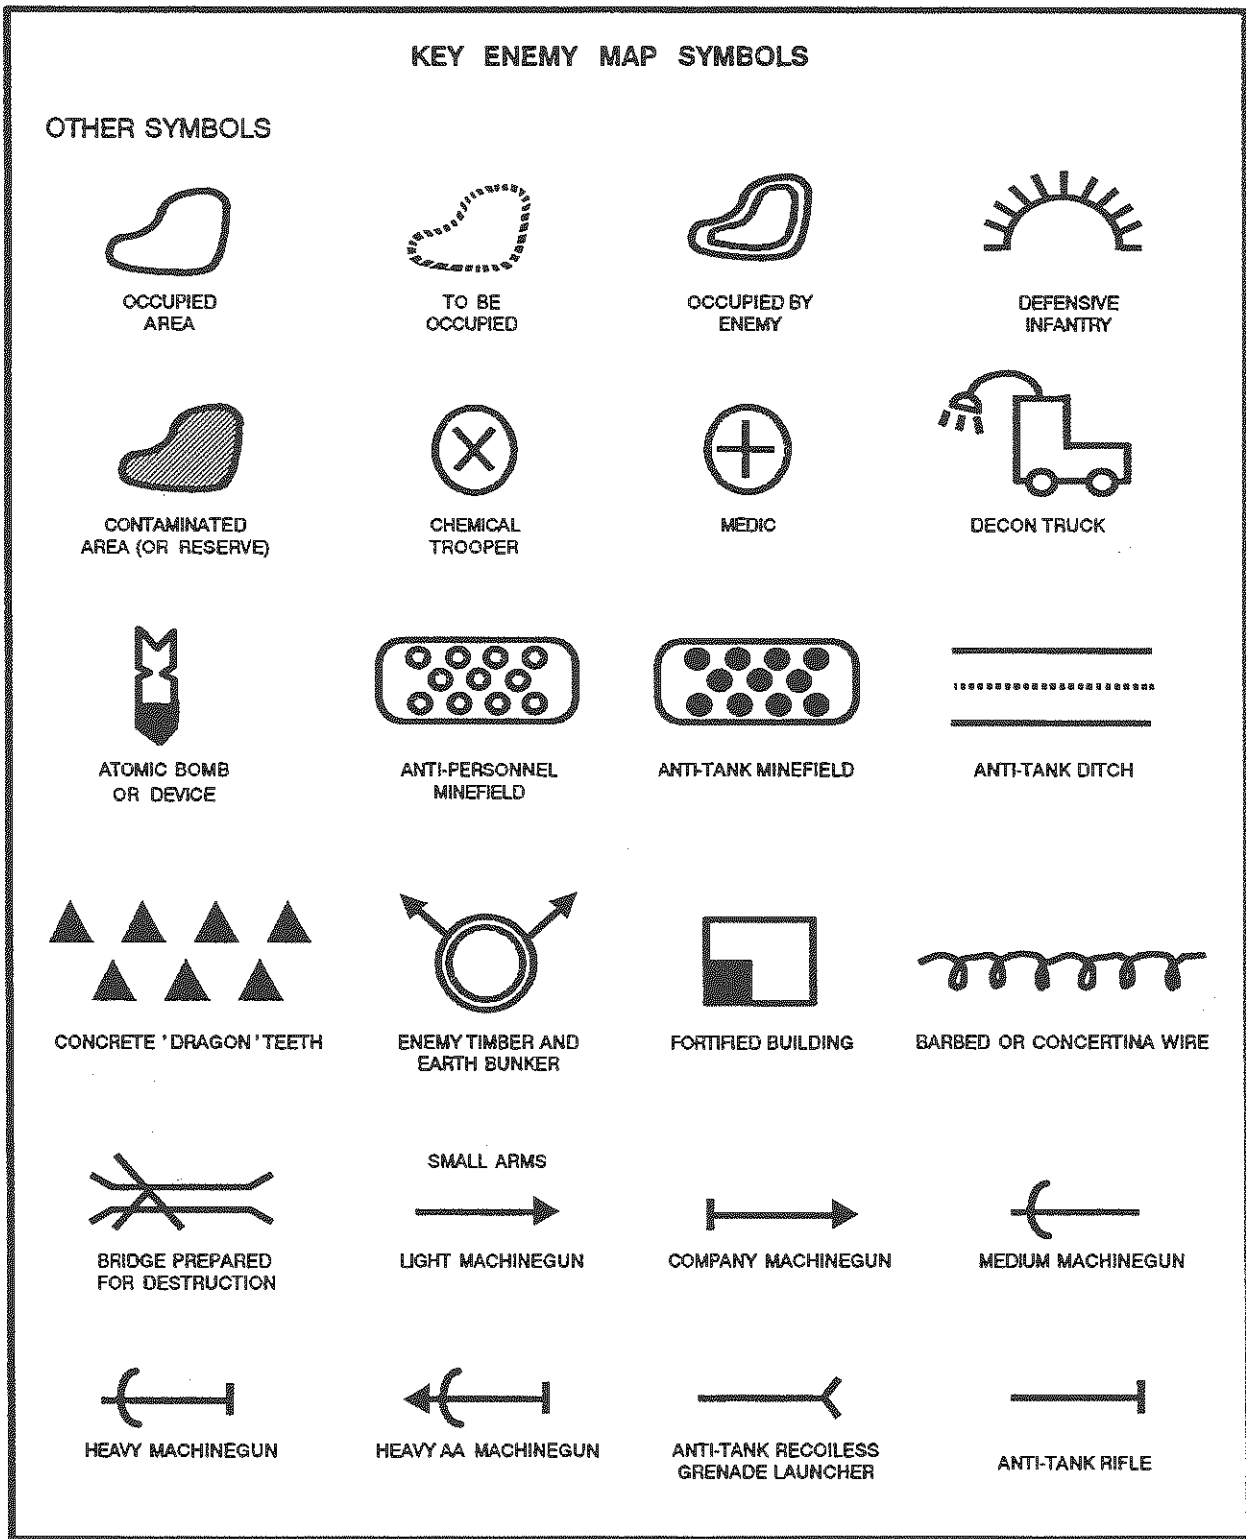 KEY ENEMY MAP SYMBOLS
OTHER SYMBOLS
OCCUPIED
AREA
TO BE
OCCUPIED
OCCUPIED BY
ENEMY
DEFENSIVE
INFANTRY
CONTAMINATED
AREA (OR RESERVE)
CHEMICAL
TROOPER
MEDIC
DECON TRUCK
ATOMIC BOMB
OR DEVICE
ANTI-PERSONNEL
MINEFIELD
ANTI-TANK MINEFIELD
ANTI-TANK DITCH
CONCRETE 'DRAGON' TEETH
ENEMY TIMBER AND
EARTH BUNKER
FORTIFIED BUILDING
BARBED OR CONCERTINA WIRE
BRIDGE PREPARED
FOR DESTRUCTION
SMALL ARMS
LIGHT MACHINEGUN
COMPANY MACHINEGUN
MEDIUM MACHINEGUN
HEAVY MACHINEGUN
HEAVY AA MACHINEGUN
ANTI-TANK RECOILESS
GRENADE LAUNCHER
ANTI-TANK RIFLE